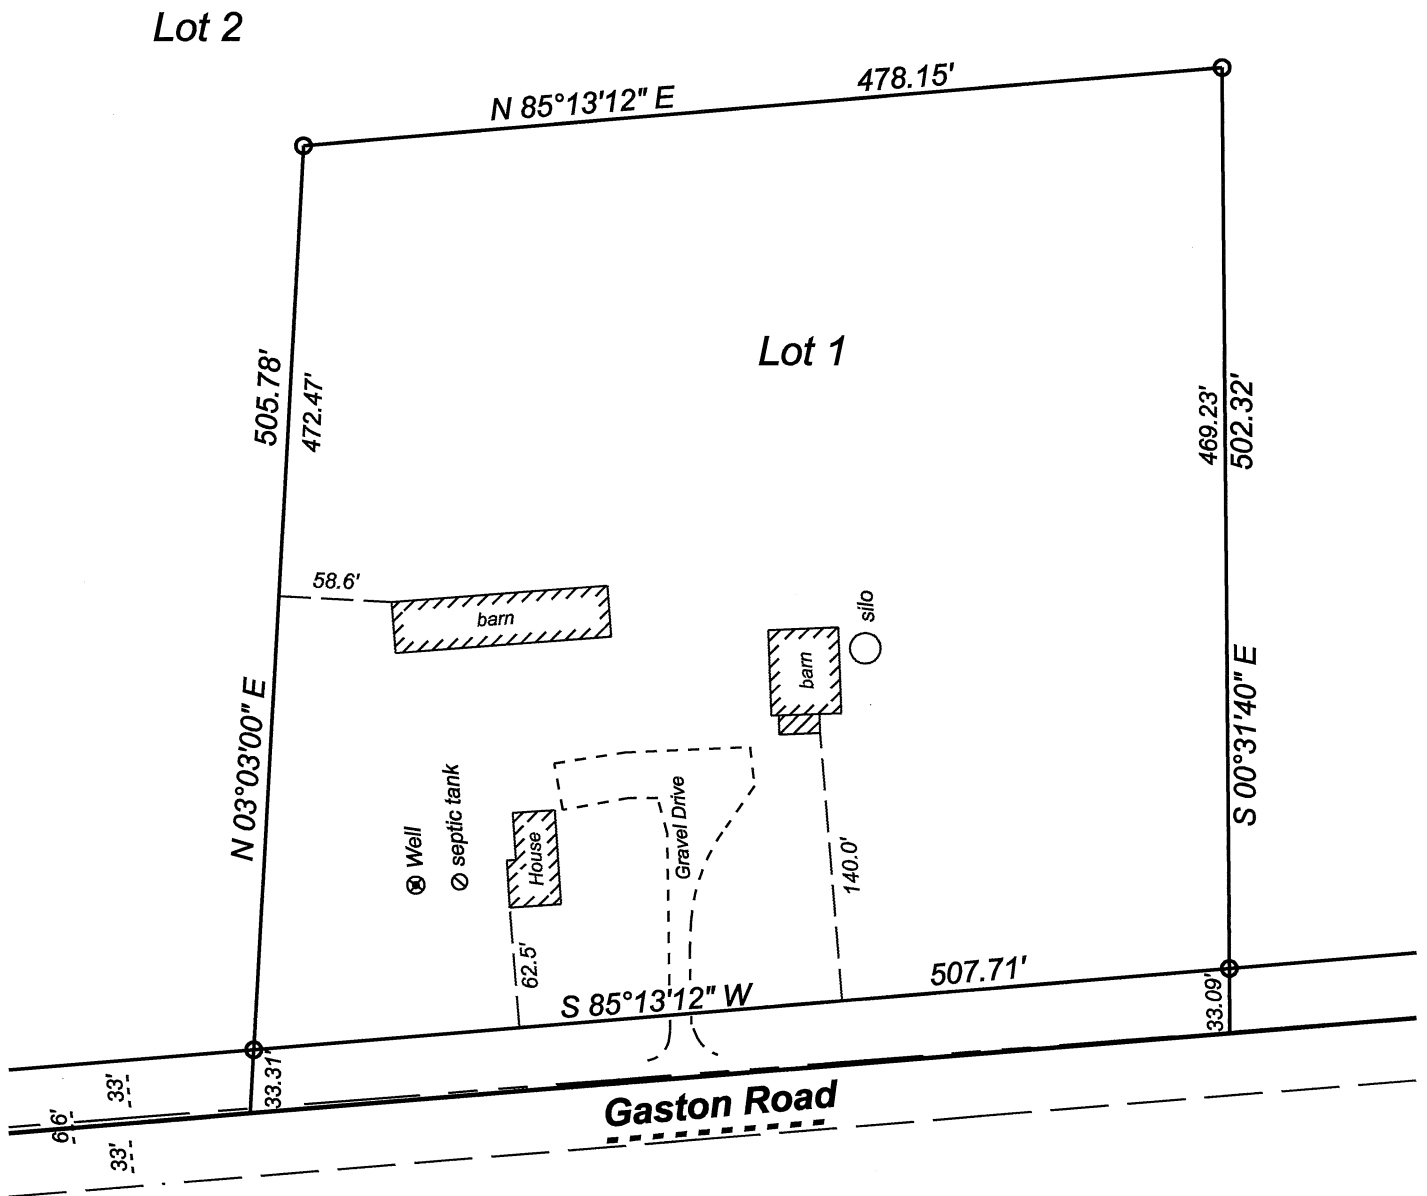 Lot 2
N 85°13'12" E
478.15'
505.78'
472.47'
Lot 1
469.23'
502.32'
58.6'
barn
silo
barn
N 03°03'00" E
S 00°31'40" E
Well
septic tank
House
Gravel Drive
140.0'
62.5'
S 85°13'12" W
507.71'
33.09'
33.31'
33'
6.6'
33'
Gaston Road